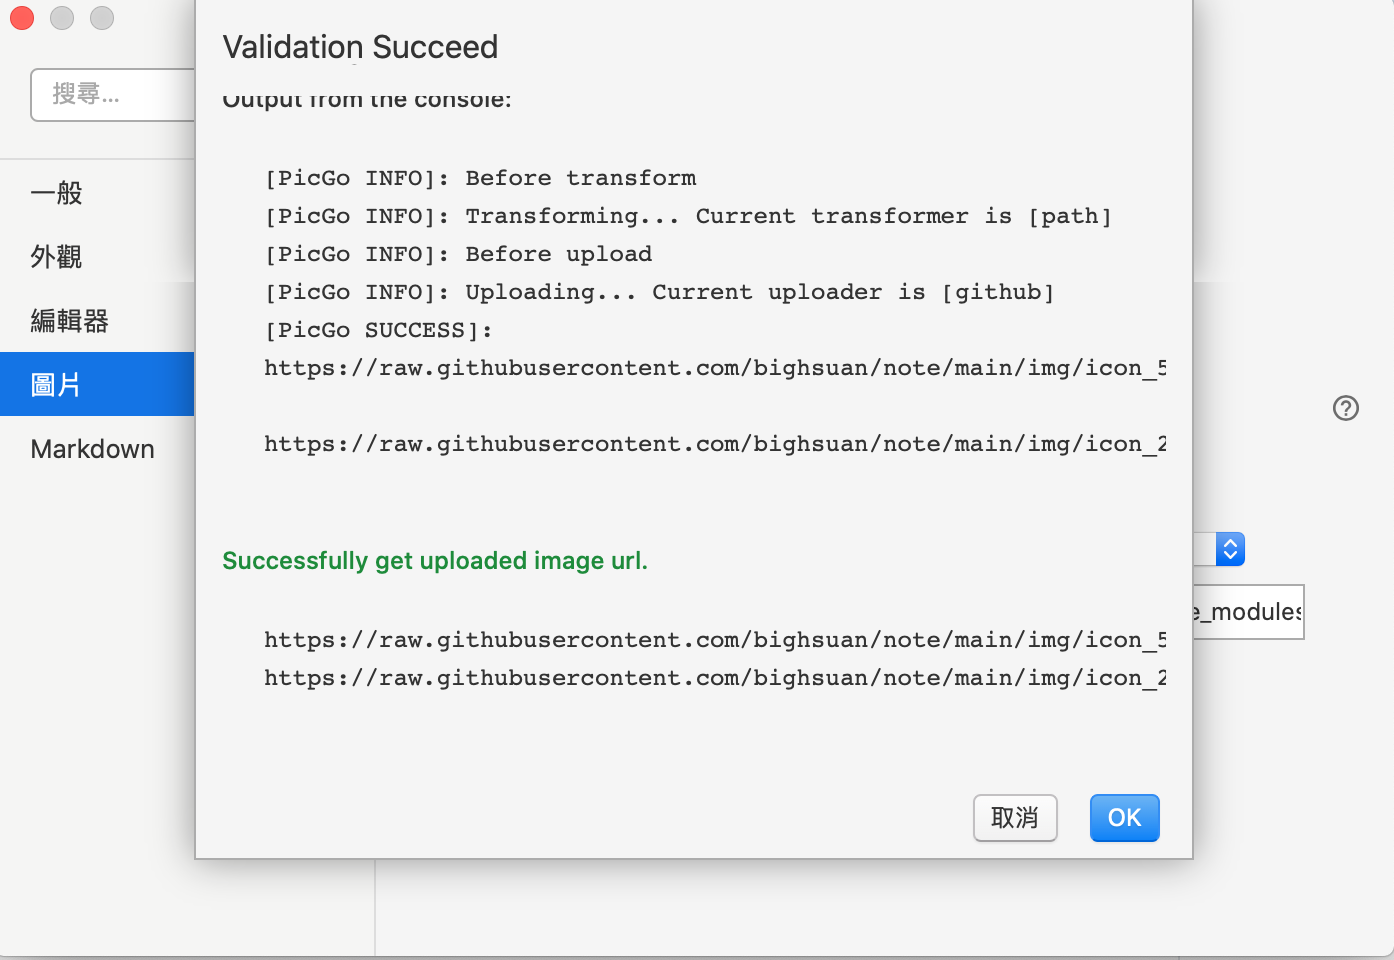 Validation Succeed
搜尋...
Output from the console:
[PicGo INFO]: Before transform
一般
[PicGo INFO]: Transforming... Current transformer is [path]
[PicGo INFO]: Before upload
外觀
[PicGo INFO]: Uploading... Current uploader is [github]
編輯器
[PicGo SUCCESS]:
https://raw.githubusercontent.com/bighsuan/note/main/img/icon_5
圖片
https://raw.githubusercontent.com/bighsuan/note/main/img/icon_2
Markdown
Successfully get uploaded image url.
e_modules
https://raw.githubusercontent.com/bighsuan/note/main/img/icon_5
https://raw.githubusercontent.com/bighsuan/note/main/img/icon_2
取消
OK